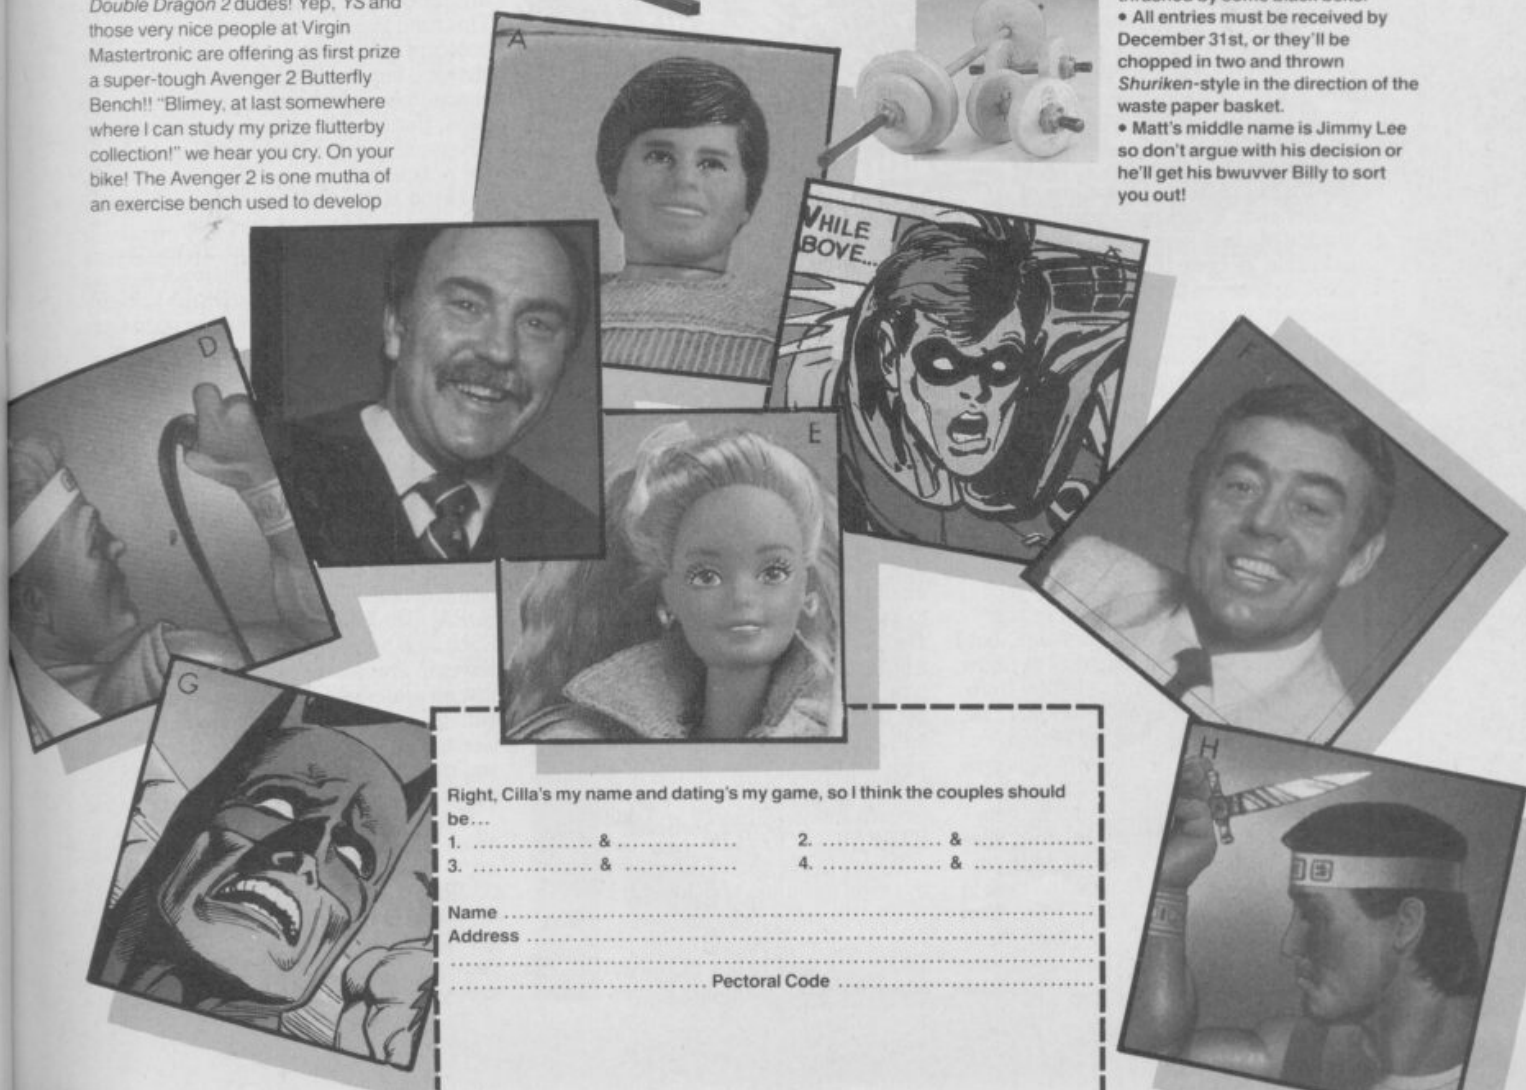 Double Dragon 2 dudes! Yep, YS and
those very nice people at Virgin
Mastertronic are offering as first prize
a super-tough Avenger 2 Butterfly
Bench!! “Blimey, at last somewhere
where I can study my prize flutterby
collection!” we hear you cry. On your
bike! The Avenger 2 is one mutha of
an exercise bench used to develop
• All entries must be received by
December 31st, or they'll be
chopped in two and thrown
Shuriken-style in the direction of the
waste paper basket.
• Matt's middle name is Jimmy Lee
so don't argue with his decision or
he'll get his bwuvver Billy to sort
you out!
A
WHILE
ABOVE...
D
E
F
G
H
Right, Cilla's my name and dating's my game, so I think the couples should
be...
1. .................. & .................. 2. .................. & ..................
3. .................. & .................. 4. .................. & ..................
Name ..................
Address ..................
.................. Pectoral Code ..................